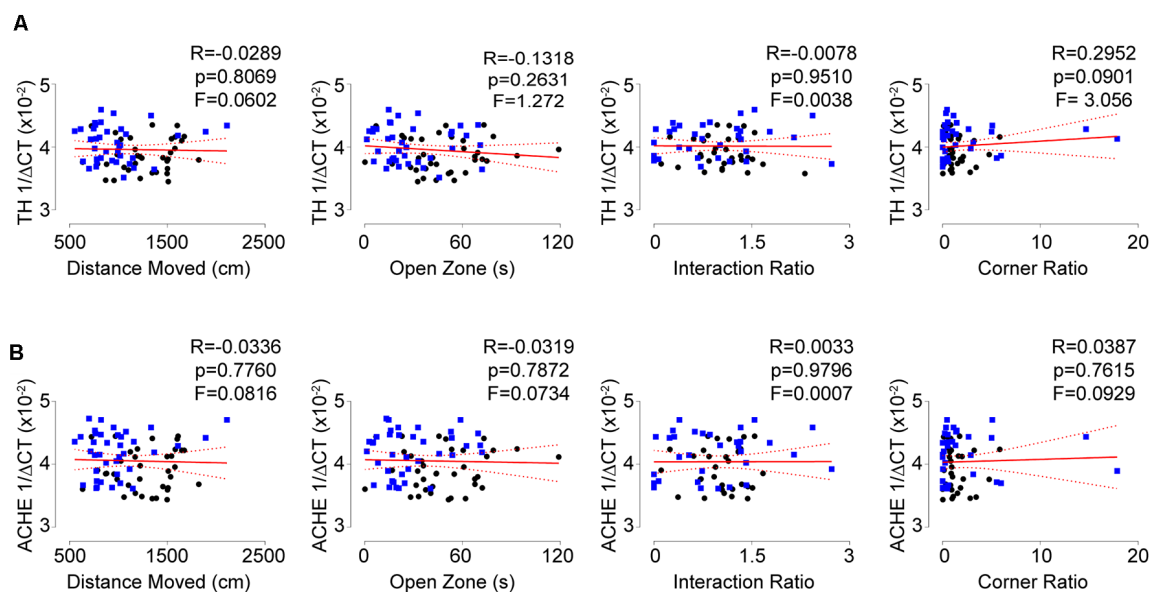 A
R=-0.0289
p=0.8069
F=0.0602
TH 1/ΔCT (x10-2)
5
4
3
500
1500
2500
Distance Moved (cm)
R=-0.1318
p=0.2631
F=1.272
TH 1/ΔCT (x10-2)
5
4
3
0
60
120
Open Zone (s)
R=-0.0078
p=0.9510
F=0.0038
TH 1/ΔCT (x10-2)
5
4
3
0
1.5
3
Interaction Ratio
R=0.2952
p=0.0901
F= 3.056
TH 1/ΔCT (x10-2)
5
4
3
0
10
20
Corner Ratio
B
R=-0.0336
p=0.7760
F=0.0816
ACHE 1/ΔCT (x10-2)
5
4
3
500
1500
2500
Distance Moved (cm)
R=-0.0319
p=0.7872
F=0.0734
ACHE 1/ΔCT (x10-2)
5
4
3
0
60
120
Open Zone (s)
R=0.0033
p=0.9796
F=0.0007
ACHE 1/ΔCT (x10-2)
5
4
3
0
1.5
3
Interaction Ratio
R=0.0387
p=0.7615
F=0.0929
ACHE 1/ΔCT (x10-2)
5
4
3
0
10
20
Corner Ratio